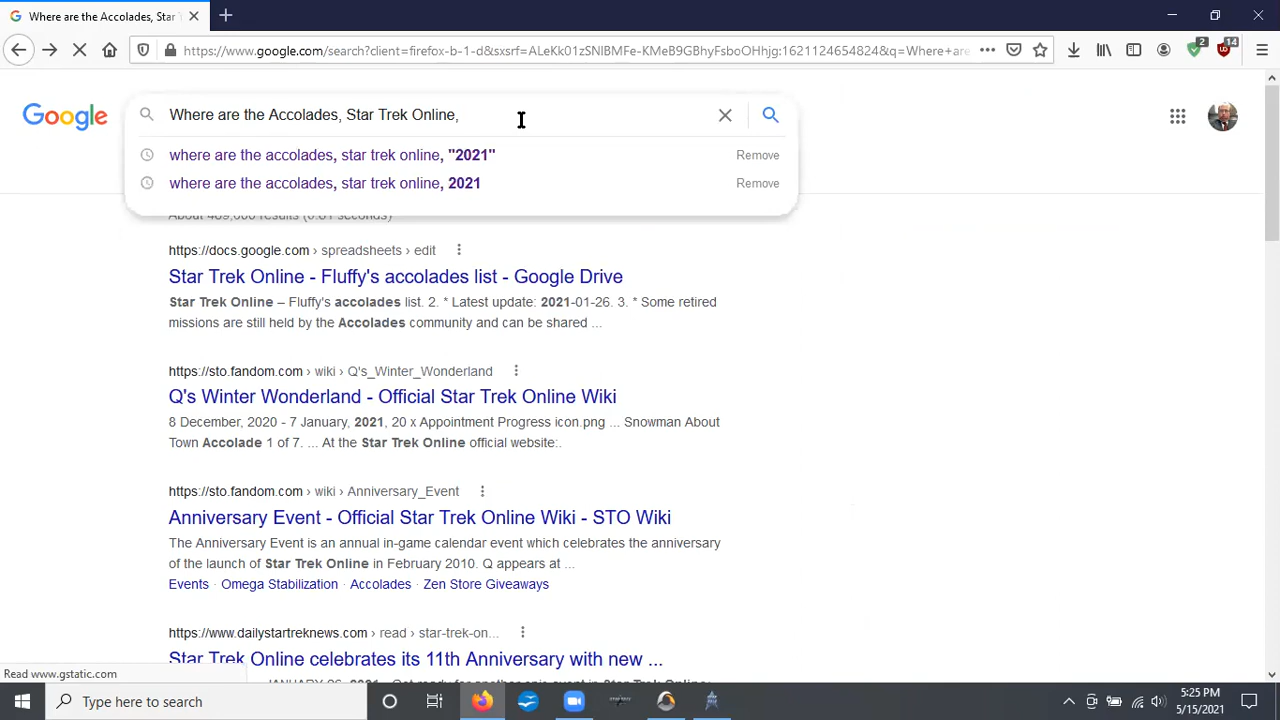 Where are the Accolades, Star T
https://www.google.com/search?client=firefox-b-1-d&sxsrf=ALeKk01zSNlBMFe-KMeB9GBhyFsboOHhjg:1621124654824&q=Where+are
2
14
Google
Where are the Accolades, Star Trek Online,
where are the accolades, star trek online, "2021"
Remove
where are the accolades, star trek online, 2021
Remove
About 489,000 results (0.61 seconds)
https://docs.google.com › spreadsheets › edit
Star Trek Online - Fluffy's accolades list - Google Drive
Star Trek Online – Fluffy's accolades list. 2. * Latest update: 2021-01-26. 3. * Some retired
missions are still held by the Accolades community and can be shared ...
https://sto.fandom.com › wiki › Q's_Winter_Wonderland
Q's Winter Wonderland - Official Star Trek Online Wiki
8 December, 2020 - 7 January, 2021, 20 x Appointment Progress icon.png ... Snowman About
Town Accolade 1 of 7. ... At the Star Trek Online official website:.
https://sto.fandom.com › wiki › Anniversary_Event
Anniversary Event - Official Star Trek Online Wiki - STO Wiki
The Anniversary Event is an annual in-game calendar event which celebrates the anniversary
of the launch of Star Trek Online in February 2010. Q appears at ...
Events · Omega Stabilization · Accolades · Zen Store Giveaways
https://www.dailystartreknews.com › read › star-trek-on...
Star Trek Online celebrates its 11th Anniversary with new ...
Read www.gstatic.com
Type here to search
5:25 PM
5/15/2021